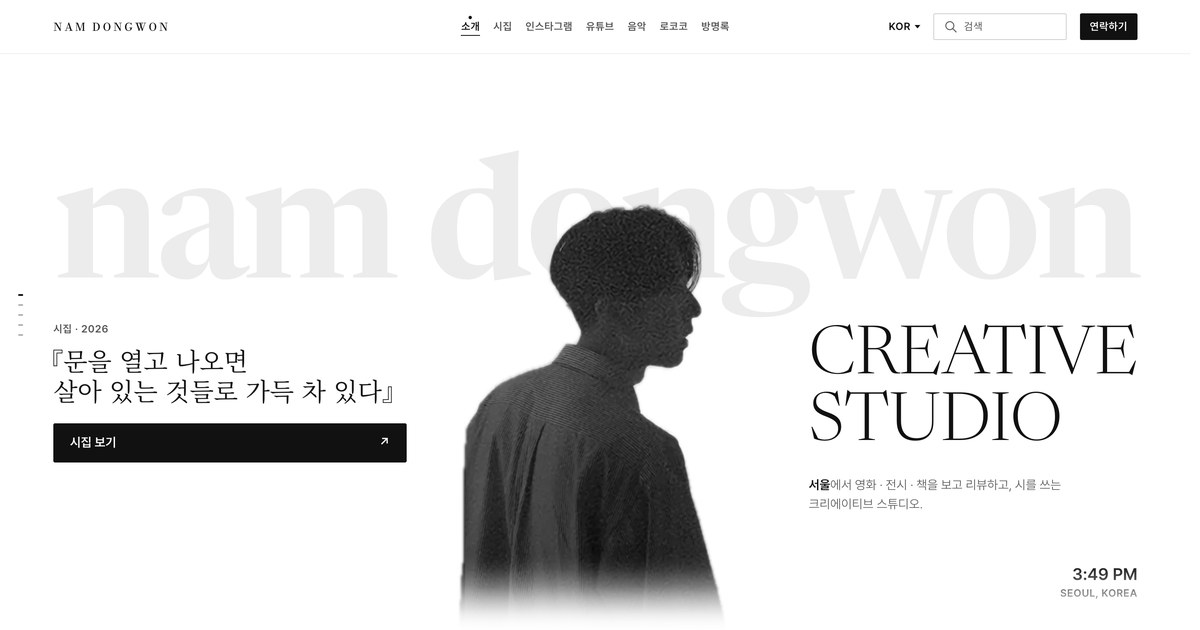 NAM DONGWON
소개 시집 인스타그램 유튜브 음악 로코코 방명록
KOR
검색
연락하기
nam dongwon
시집 · 2026
『문을 열고 나오면
살아 있는 것들로 가득 차 있다』
시집 보기
CREATIVE
STUDIO
서울에서 영화 · 전시 · 책을 보고 리뷰하고, 시를 쓰는
크리에이티브 스튜디오.
3:49 PM
SEOUL, KOREA